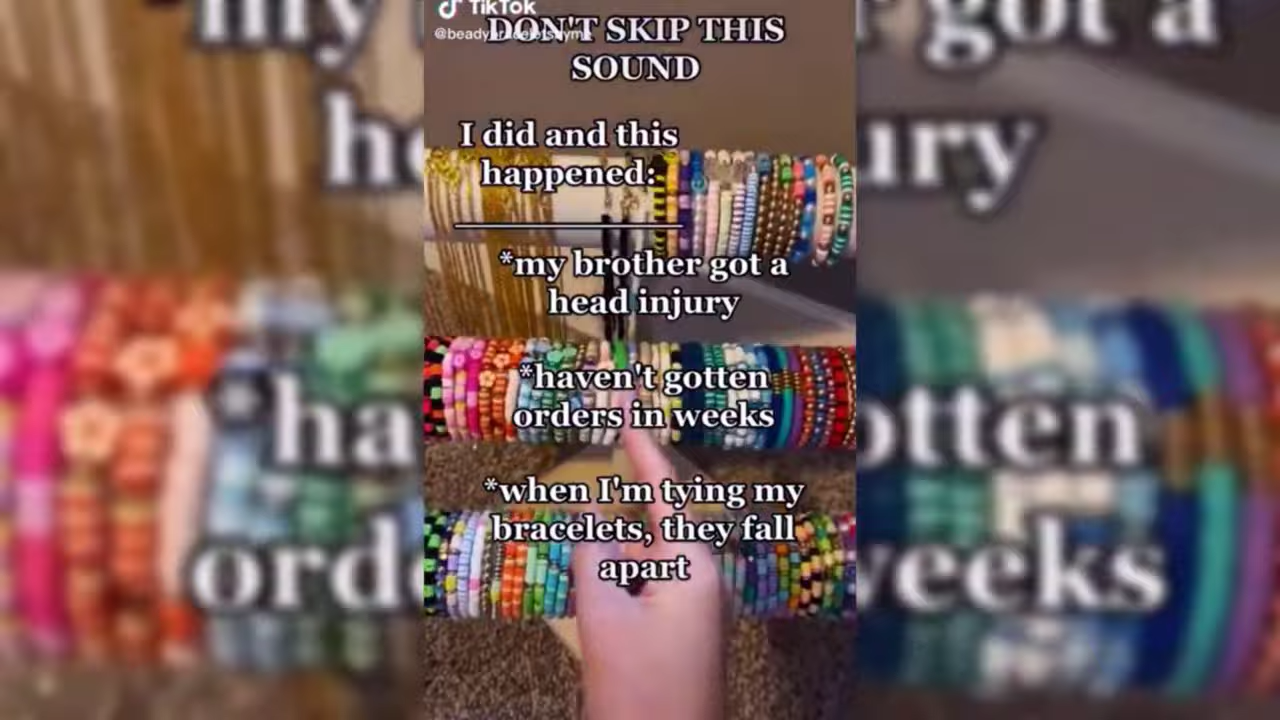 TikTok
DON'T SKIP THIS
SOUND
I did and this
happened:
*my brother got a
head injury
*haven't gotten
orders in weeks
*when I'm tying my
bracelets, they fall
apart